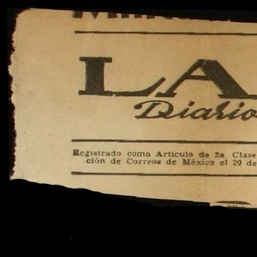 LA
Diario
Registrado como Artículo de 2a. Clase
ción de Correos de México el 20 de